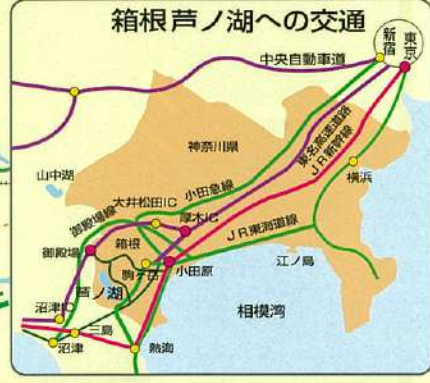 箱根芦ノ湖への交通
新宿
東京
中央自動車道
神奈川県
東名高速道路
JR新幹線
山中湖
小田急線
横浜
大井松田IC
御殿場線
厚木IC
JR東海道線
箱根
御殿場
駒ヶ岳
小田原
江ノ島
芦ノ湖
沼津IC
相模湾
三島
沼津
熱海